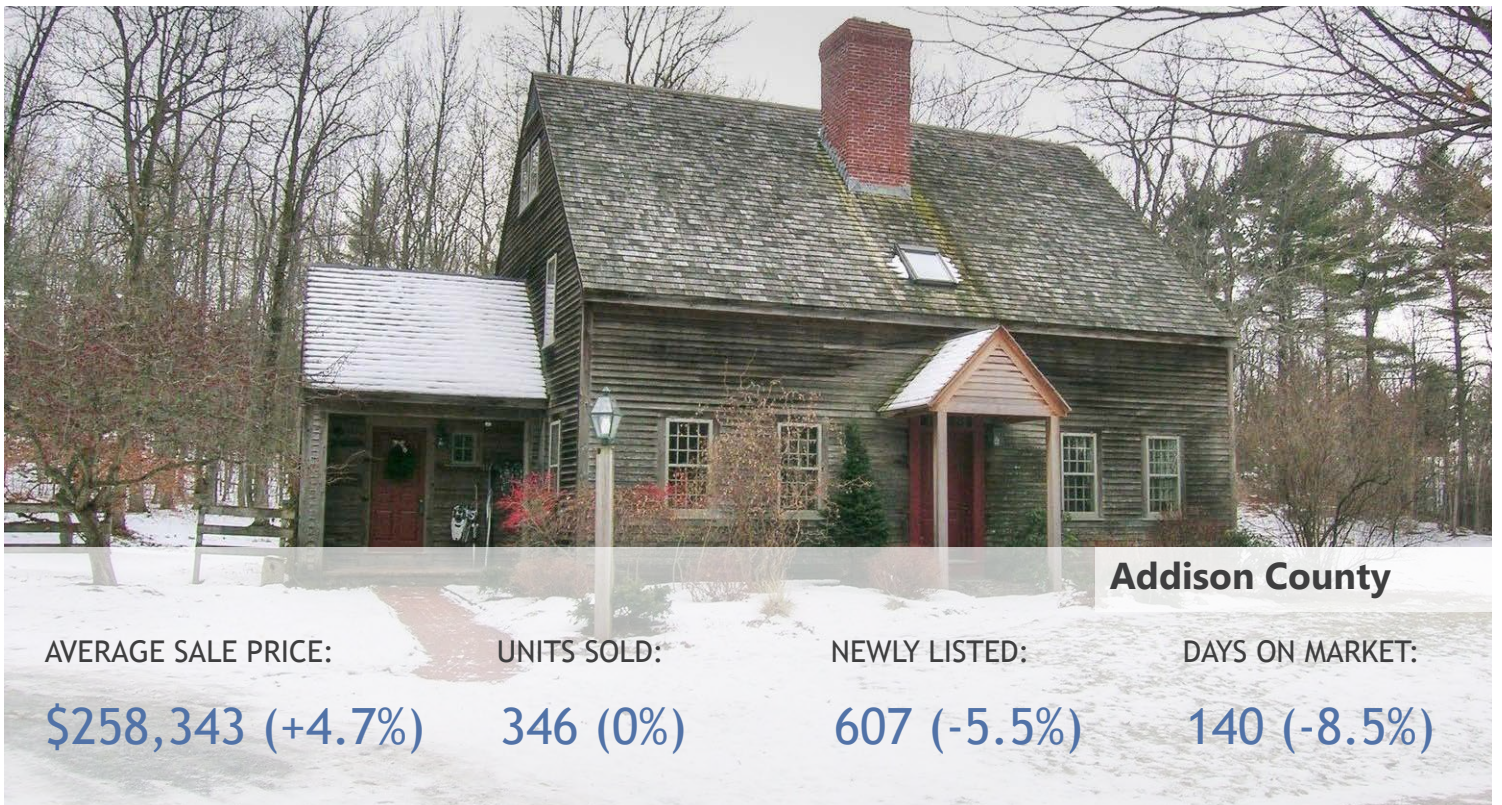 Addison County
AVERAGE SALE PRICE: UNITS SOLD: NEWLY LISTED: DAYS ON MARKET:
$258,343 (+4.7%) 346 (0%) 607 (-5.5%) 140 (-8.5%)